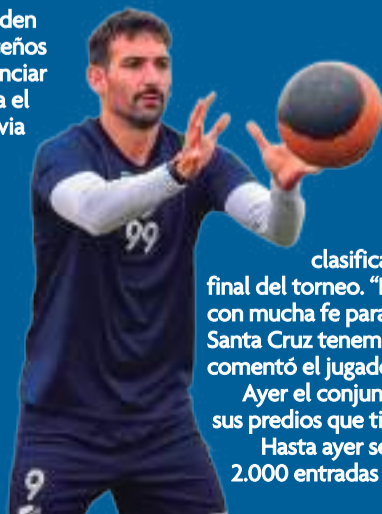 den
eños
nciar
a el
via
99
clasifica
final del torneo. “
con mucha fe para
Santa Cruz tenem
comentó el jugado
Ayer el conjun
sus predios que ti
Hasta ayer se
2.000 entradas
9